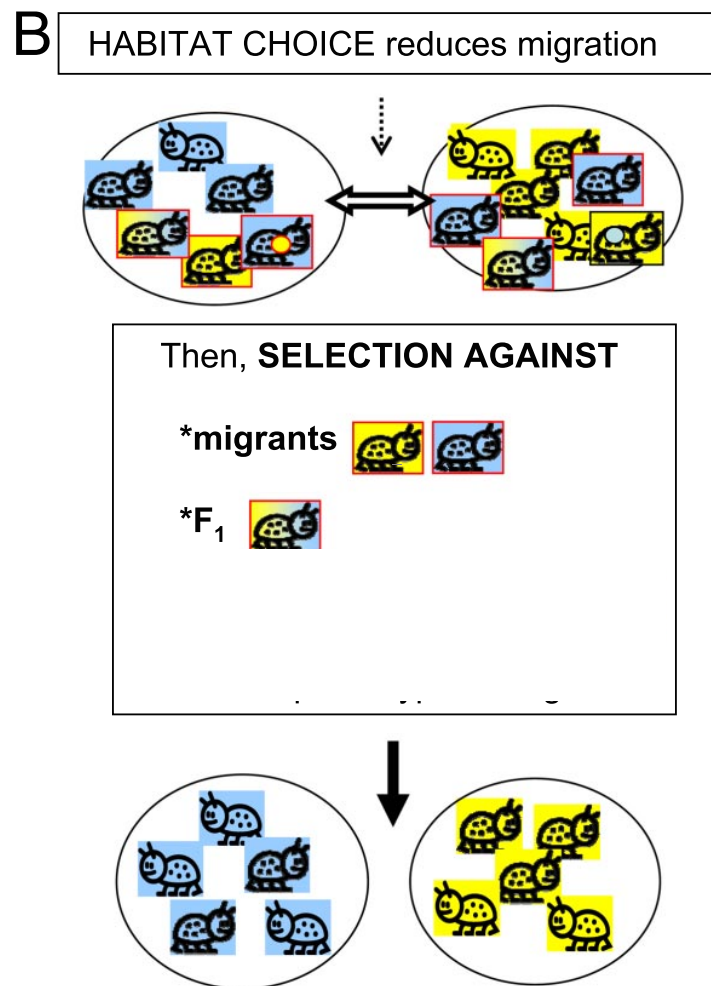 B
HABITAT CHOICE reduces migration
Then, SELECTION AGAINST
*migrants
*F₁